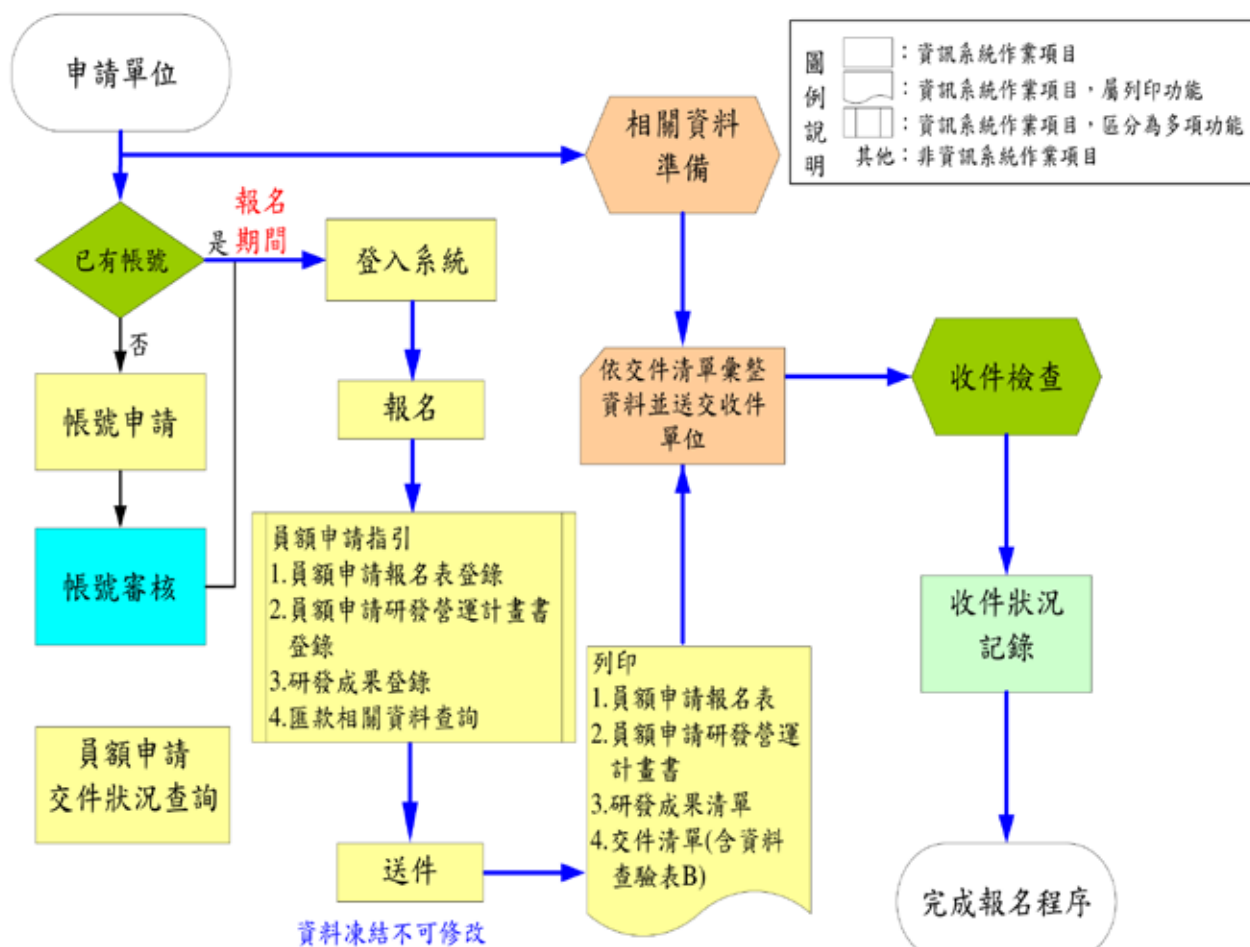 申請單位
圖例說明
：資訊系統作業項目
：資訊系統作業項目，屬列印功能
：資訊系統作業項目，區分為多項功能
其他：非資訊系統作業項目
相關資料
準備
已有帳號
是
報名
期間
登入系統
否
帳號申請
報名
依交件清單彙整
資料並送交收件
單位
收件檢查
帳號審核
員額申請指引
1.員額申請報名表登錄
2.員額申請研發營運計畫書
登錄
3.研發成果登錄
4.匯款相關資料查詢
收件狀況
記錄
員額申請
交件狀況查詢
列印
1.員額申請報名表
2.員額申請研發營運
計畫書
3.研發成果清單
4.交件清單(含資料
查驗表B)
送件
資料凍結不可修改
完成報名程序